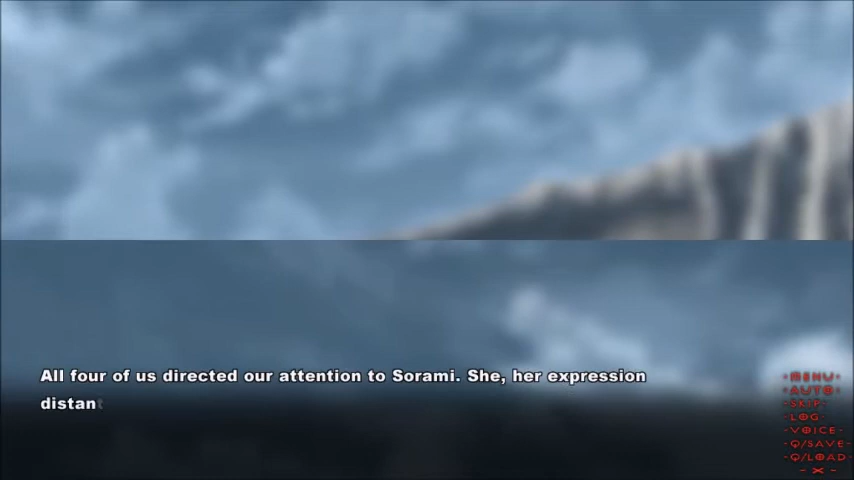 All four of us directed our attention to Sorami. She, her expression
distant
-MENU-
-AUTO-
-SKIP-
-LOG-
-VOICE-
-Q/SAVE-
-Q/LOAD-
-X-